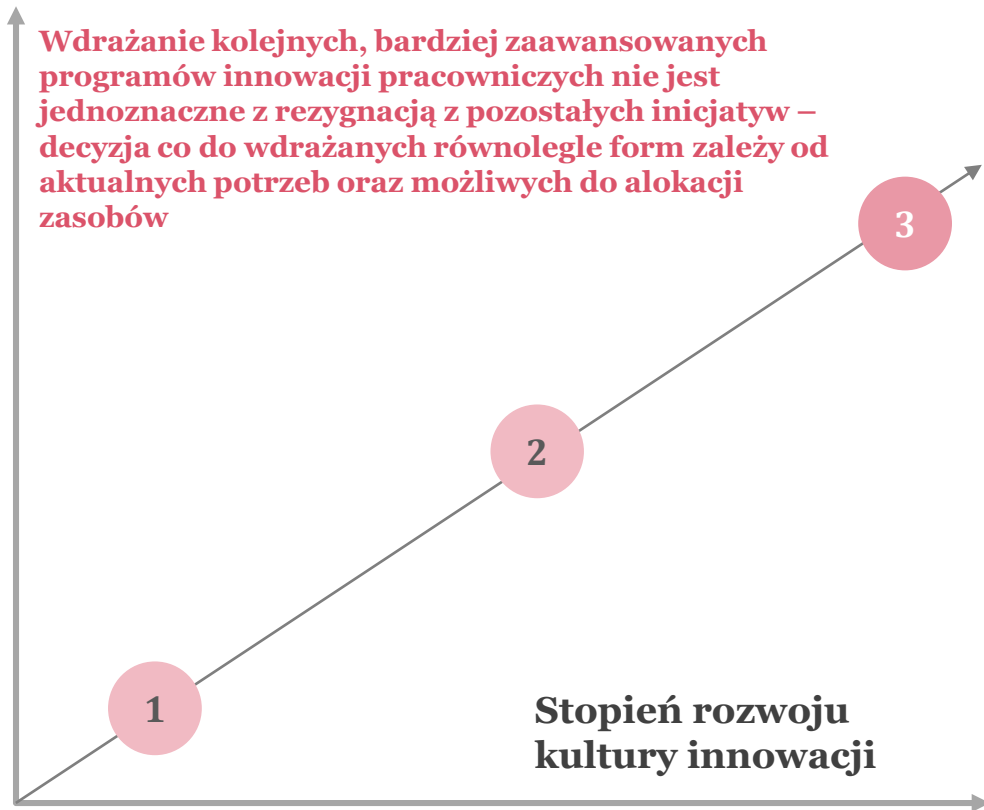 Wdrażanie kolejnych, bardziej zaawansowanych
programów innowacji pracowniczych nie jest
jednoznaczne z rezygnacją z pozostałych inicjatyw –
decyzja co do wdrażanych równolegle form zależy od
aktualnych potrzeb oraz możliwych do alokacji
zasobów
3
2
1
Stopień rozwoju
kultury innowacji